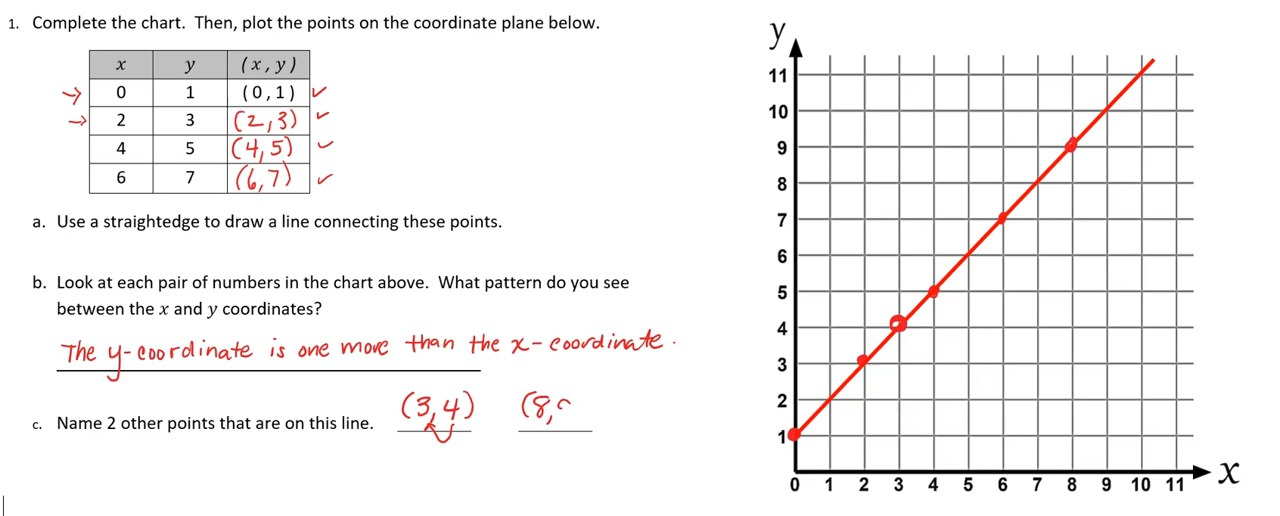 1. Complete the chart. Then, plot the points on the coordinate plane below.
x y (x, y)
0 1 (0, 1)
2 3 (2,3)
4 5 (4,5)
6 7 (6,7)
a. Use a straightedge to draw a line connecting these points.
b. Look at each pair of numbers in the chart above. What pattern do you see
between the x and y coordinates?
The y-coordinate is one more than the x-coordinate.
c. Name 2 other points that are on this line. (3,4) (8,
y
11
10
9
8
7
6
5
4
3
2
1
0 1 2 3 4 5 6 7 8 9 10 11 x